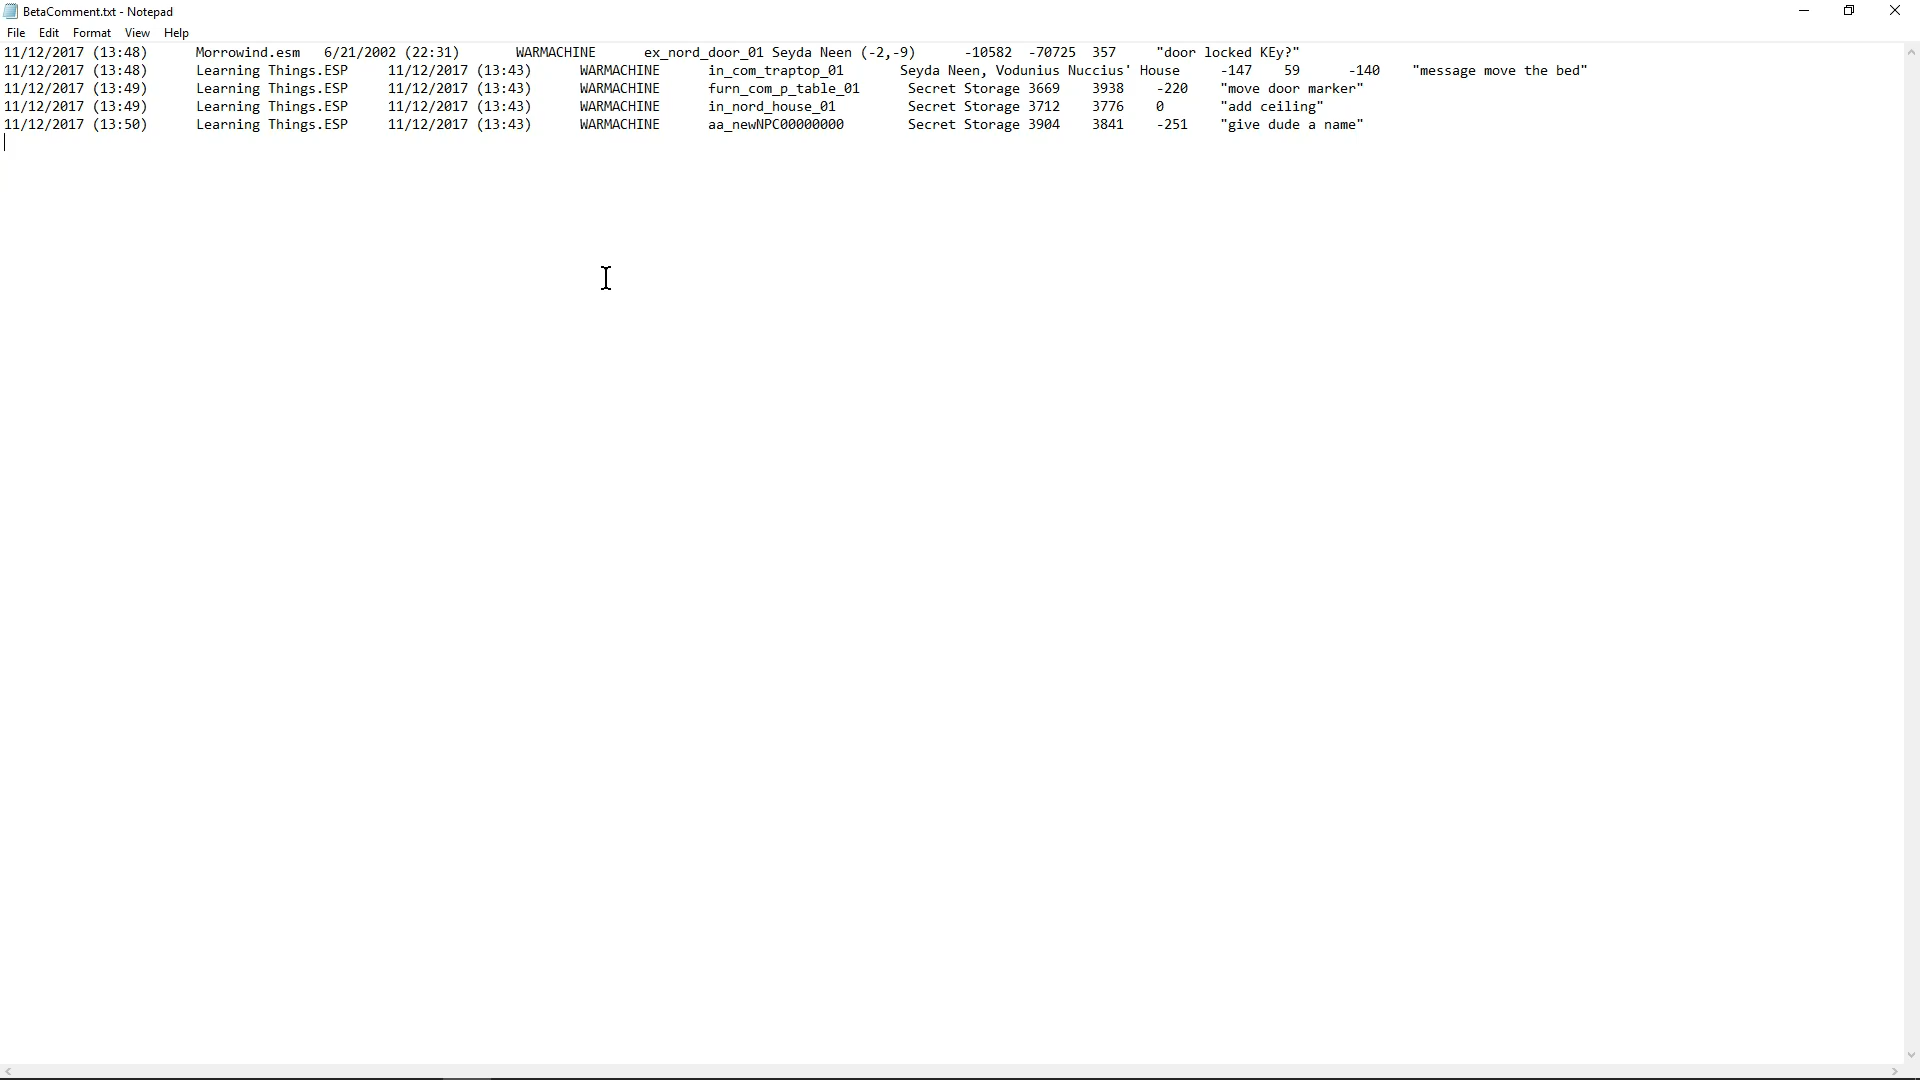 BetaComment.txt - Notepad
File Edit Format View Help
11/12/2017 (13:48) Morrowind.esm 6/21/2002 (22:31) WARMACHINE ex_nord_door_01 Seyda Neen (-2,-9) -10582 -70725 357 "door locked KEy?"
11/12/2017 (13:48) Learning Things.ESP 11/12/2017 (13:43) WARMACHINE in_com_traptop_01 Seyda Neen, Vodunius Nuccius' House -147 59 -140 "message move the bed"
11/12/2017 (13:49) Learning Things.ESP 11/12/2017 (13:43) WARMACHINE furn_com_p_table_01 Secret Storage 3669 3938 -220 "move door marker"
11/12/2017 (13:49) Learning Things.ESP 11/12/2017 (13:43) WARMACHINE in_nord_house_01 Secret Storage 3712 3776 0 "add ceiling"
11/12/2017 (13:50) Learning Things.ESP 11/12/2017 (13:43) WARMACHINE aa_newNPC00000000 Secret Storage 3904 3841 -251 "give dude a name"